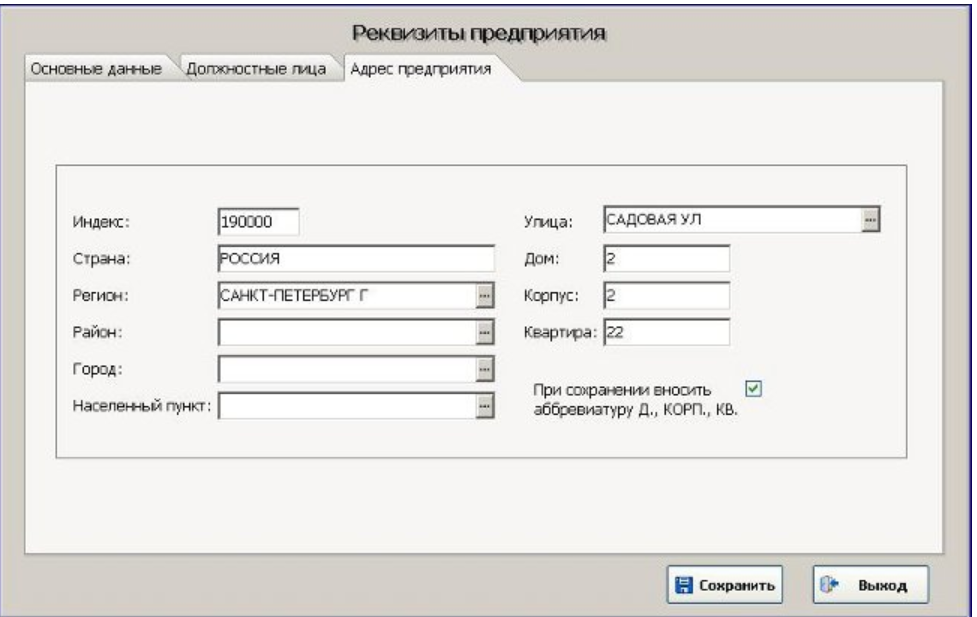 Реквизиты предприятия
Основные данные Должностные лица Адрес предприятия
Индекс: 190000
Страна: РОССИЯ
Регион: САНКТ-ПЕТЕРБУРГ Г ...
Район: ...
Город: ...
Населенный пункт: ...
Улица: САДОВАЯ УЛ ...
Дом: 2
Корпус: 2
Квартира: 22
При сохранении вносить
аббревиатуру Д., КОРП., КВ.
Сохранить Выход